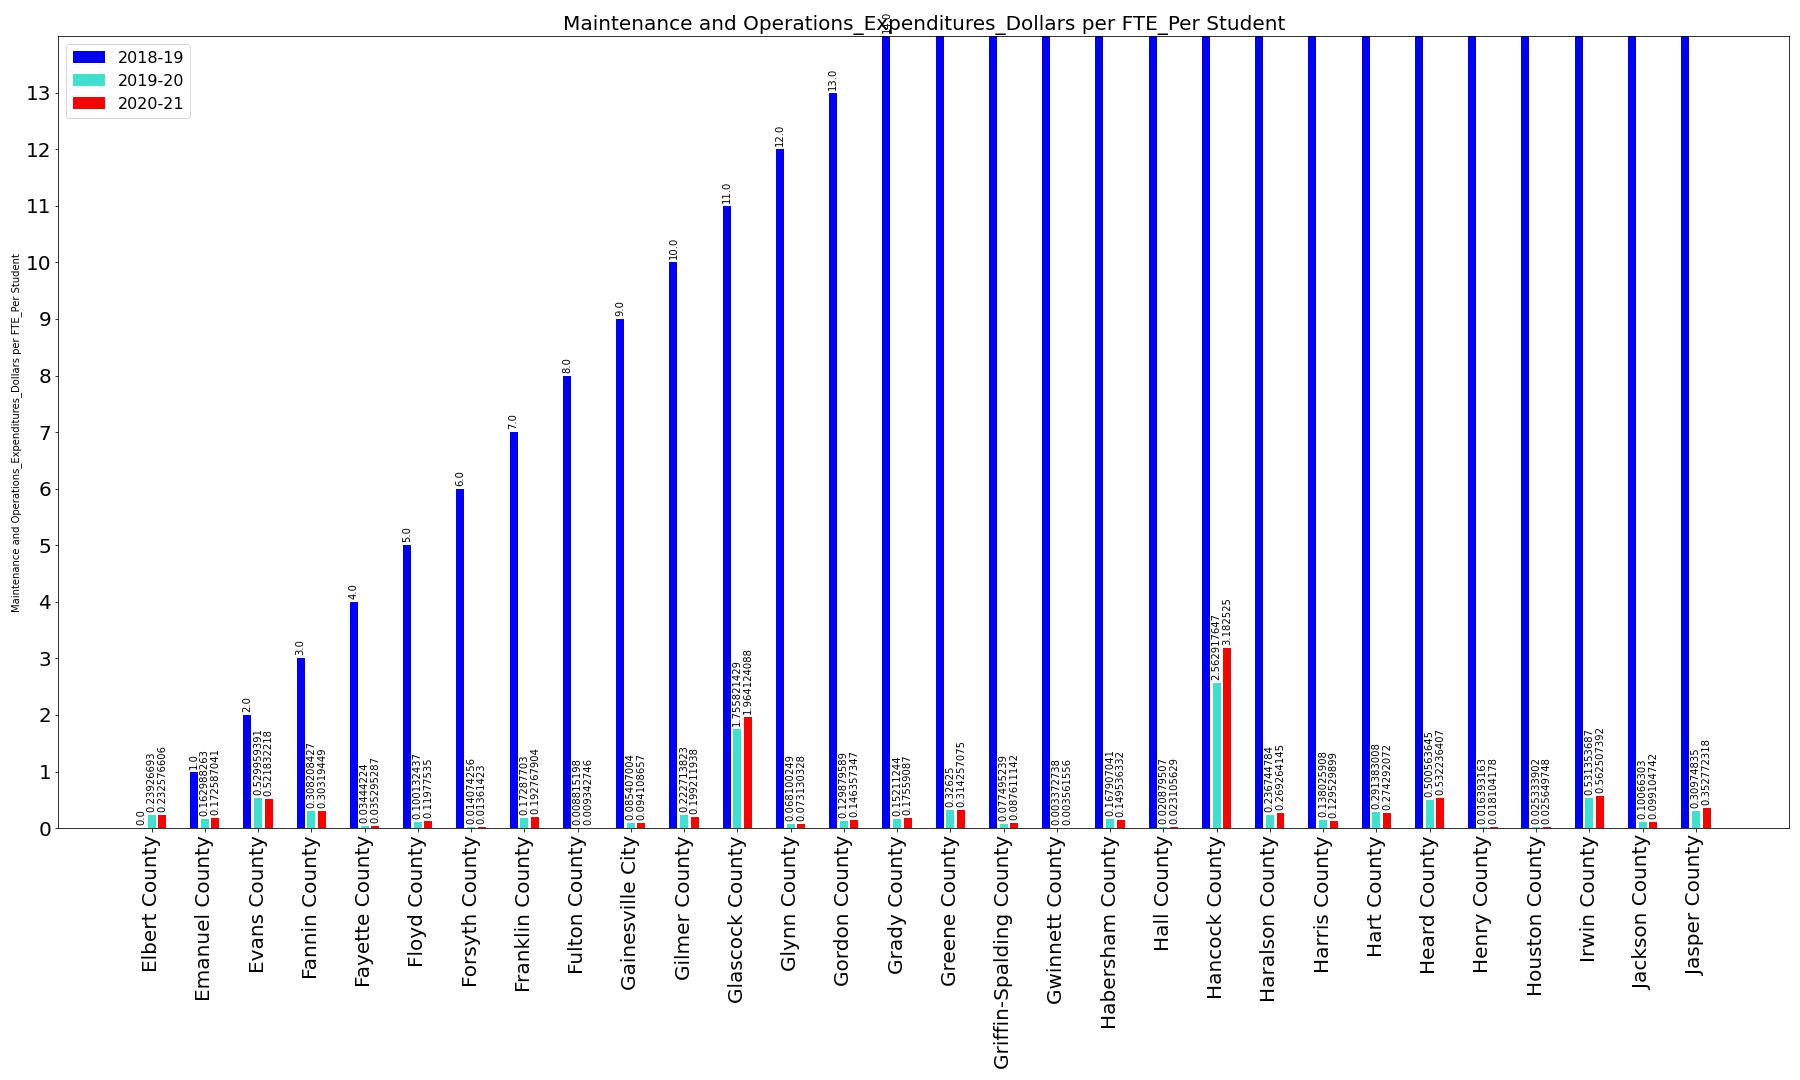 Maintenance and Operations_Expenditures_Dollars per FTE_Per Student
2018-19
2019-20
2020-21
Maintenance and Operations_Expenditures_Dollars per FTE_Per Student
13
12
11
10
9
8
7
6
5
4
3
2
1
0
0.0
0.23926693
0.232576606
1.0
0.162988263
0.172587041
2.0
0.529959391
0.521832218
3.0
0.308208427
0.30319449
4.0
0.03444224
0.035295287
5.0
0.100132437
0.11977535
6.0
0.014074256
0.01361423
7.0
0.17287703
0.192767904
8.0
0.008815198
0.00932746
9.0
0.085407004
0.094108657
10.0
0.222713823
0.199211938
11.0
1.755821429
1.964124088
12.0
0.068100249
0.073130328
13.0
0.129879589
0.146357347
0.15211244
0.17559087
0.32625
0.314257075
0.077495239
0.087611142
0.003372738
0.003561556
0.167907041
0.149536332
0.020879507
0.023105629
2.562917647
3.182525
0.236744784
0.269264145
0.138025908
0.129529899
0.291383008
0.274292072
0.500563645
0.533236407
0.016393163
0.018104178
0.025333902
0.025649748
0.531353687
0.562507392
0.10066303
0.099104742
0.30974835
0.352772318
Elbert County
Emanuel County
Evans County
Fannin County
Fayette County
Floyd County
Forsyth County
Franklin County
Fulton County
Gainesville City
Gilmer County
Glascock County
Glynn County
Gordon County
Grady County
Greene County
Griffin-Spalding County
Gwinnett County
Habersham County
Hall County
Hancock County
Haralson County
Harris County
Hart County
Heard County
Henry County
Houston County
Irwin County
Jackson County
Jasper County